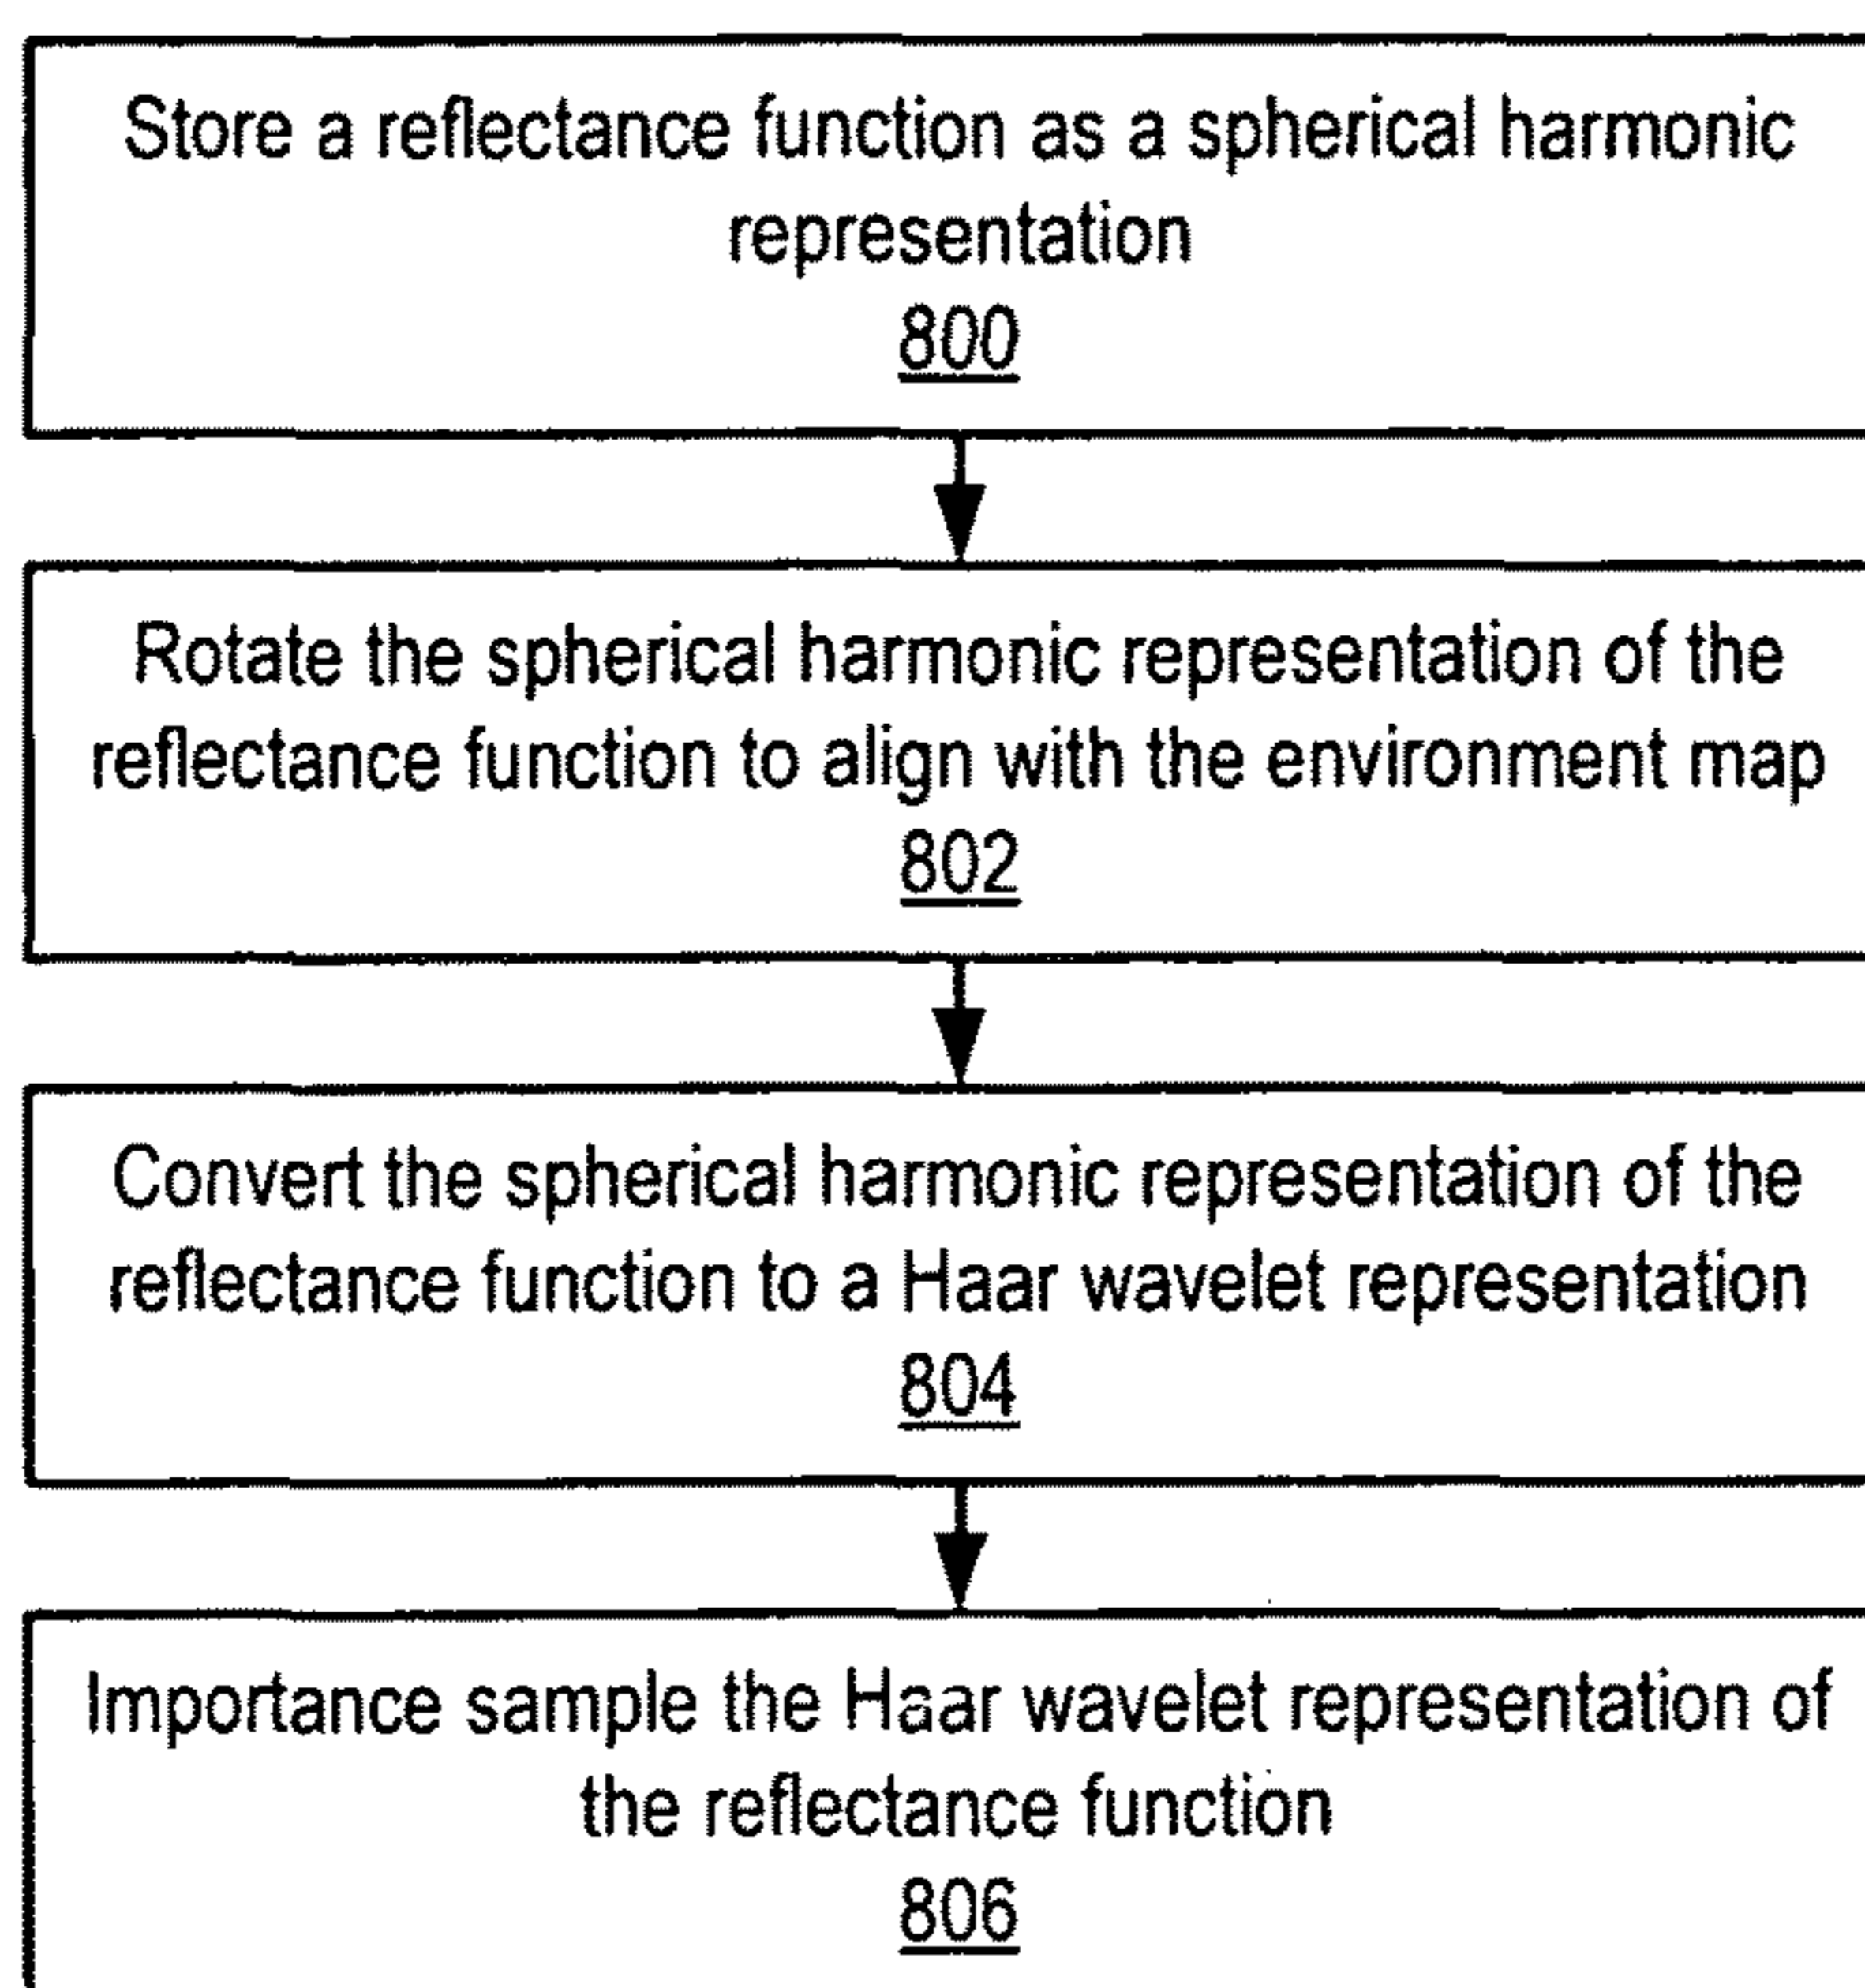 Store a reflectance function as a spherical harmonic
representation
800
Rotate the spherical harmonic representation of the
reflectance function to align with the environment map
802
Convert the spherical harmonic representation of the
reflectance function to a Haar wavelet representation
804
Importance sample the Haar wavelet representation of
the reflectance function
806